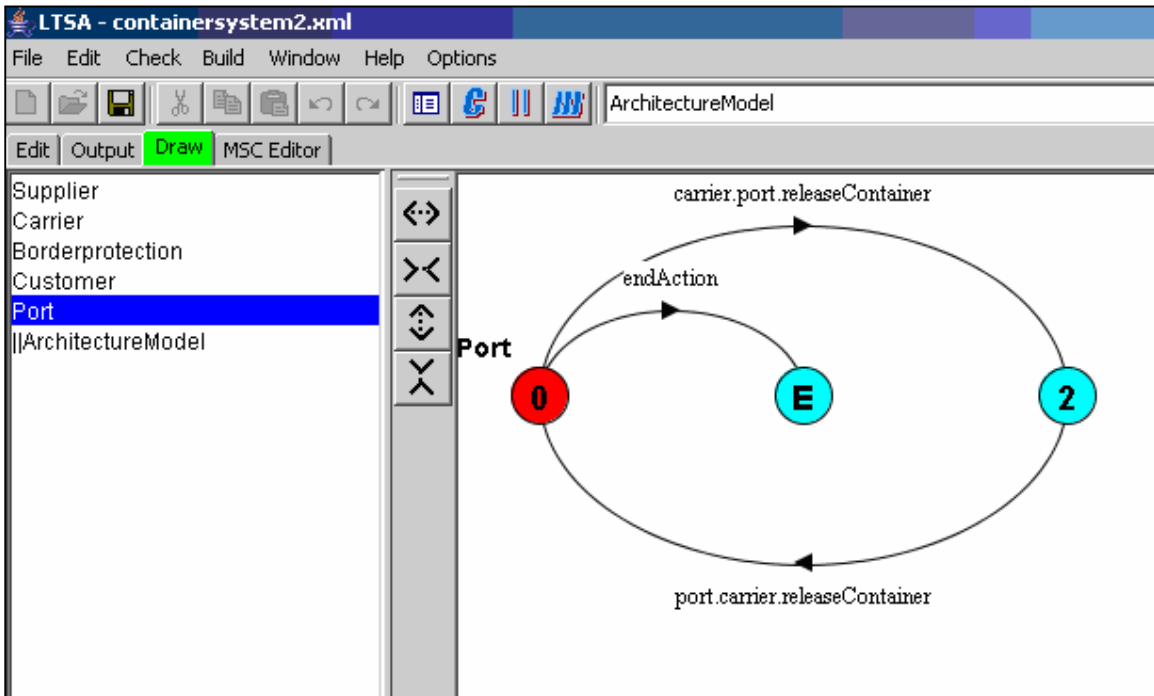 LTSA - containersystem2.xml
File Edit Check Build Window Help Options
ArchitectureModel
Edit Output Draw MSC Editor
Supplier
Carrier
Borderprotection
Customer
Port
||ArchitectureModel
carrier.port.releaseContainer
endAction
Port
0 E 2
port.carrier.releaseContainer